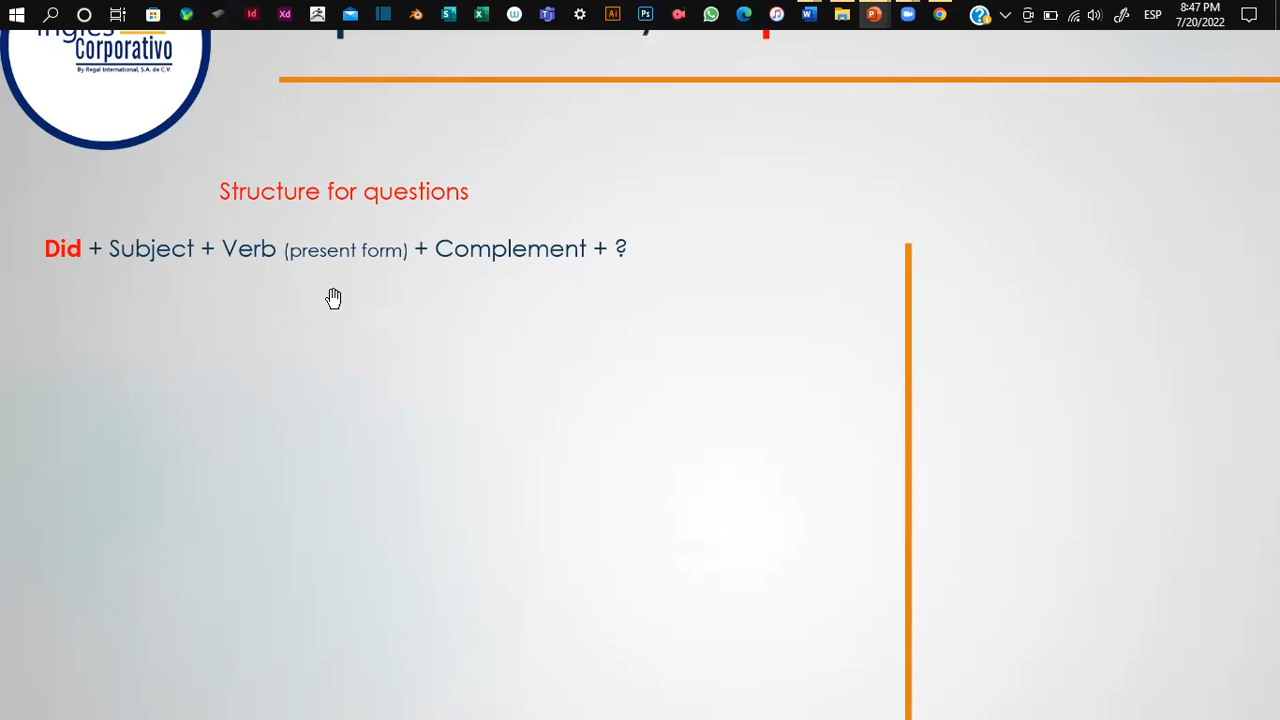 8:47 PM
ESP
7/20/2022
Inglés
Corporativo
By Regal International, S.A. de C.V.
Structure for questions
Did + Subject + Verb (present form) + Complement + ?